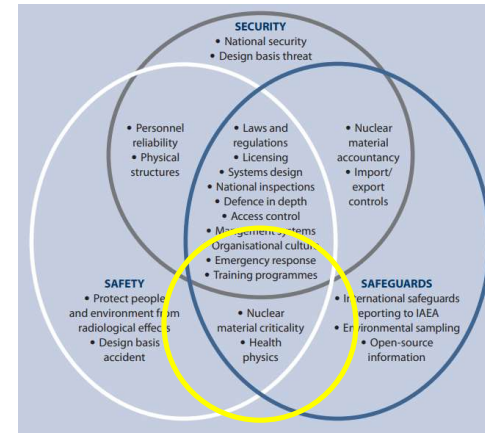 SECURITY
• National security
• Design basis threat
• Personnel
reliability
• Physical
structures
• Laws and
regulations
• Licensing
• Systems design
• National inspections
• Defence in depth
• Access control
• Mangement systems
Organisational culture
• Emergency response
• Training programmes
• Nuclear
material
accountancy
• Import/
export
controls
SAFETY
• Protect people
and environment from
radiological effects
• Design basis
accident
• Nuclear
material criticality
• Health
physics
SAFEGUARDS
• International safeguards
reporting to IAEA
• Environmental sampling
• Open-source
information